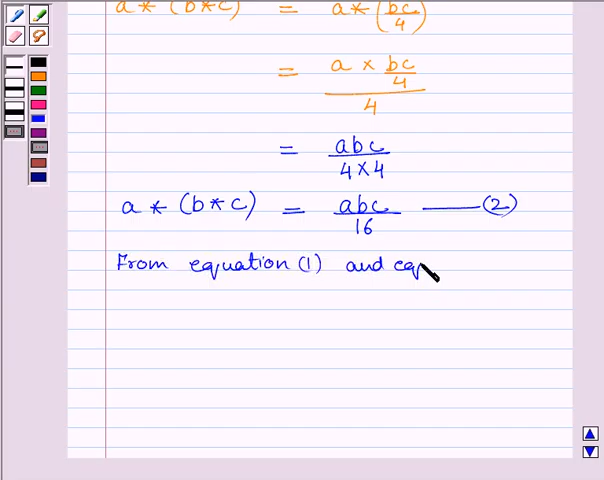 a * (b * c) = a * (bc/4)
= (a × bc/4)/4
= abc/(4 × 4)
a * (b * c) = abc/16 —— (2)
From equation (1) and eq